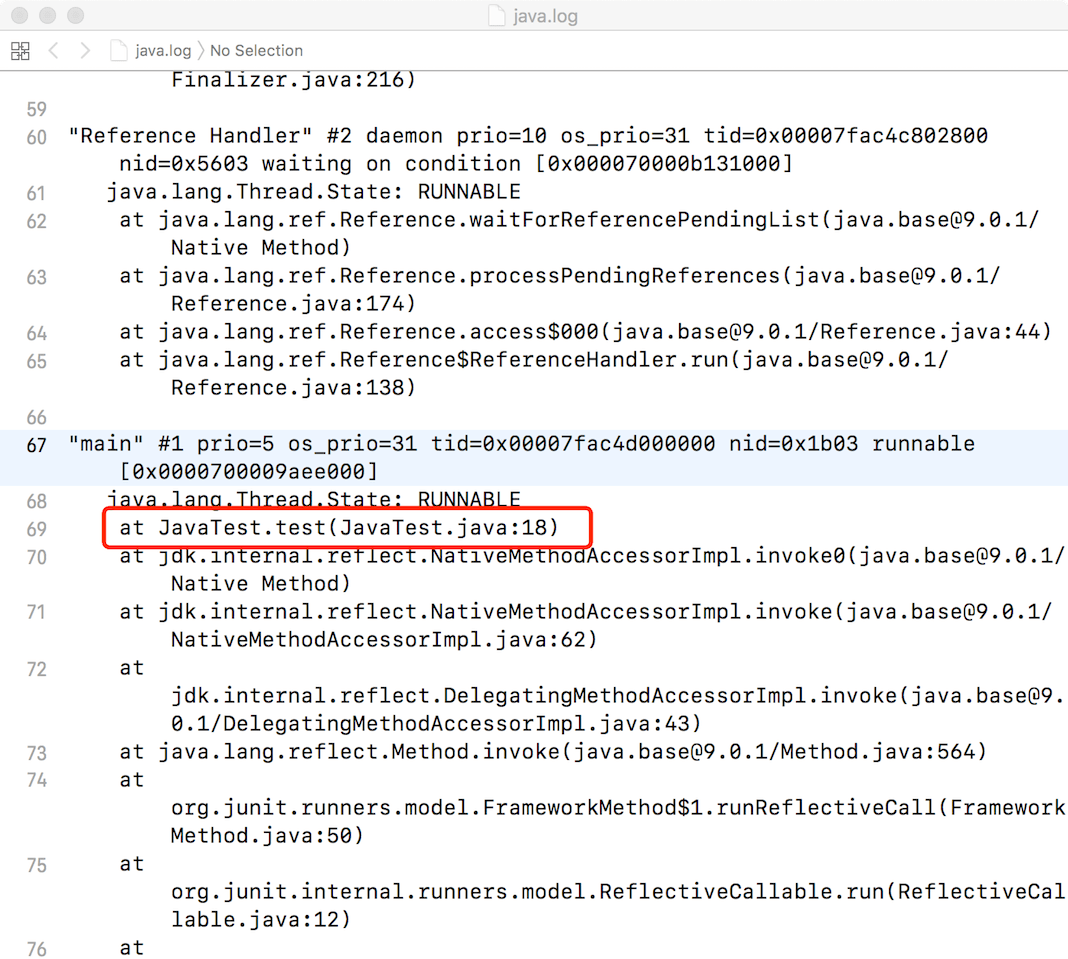 java.log
java.log 〉No Selection
Finalizer.java:216)
59
60 "Reference Handler" #2 daemon prio=10 os_prio=31 tid=0x00007fac4c802800
nid=0x5603 waiting on condition [0x000070000b131000]
61 java.lang.Thread.State: RUNNABLE
62 at java.lang.ref.Reference.waitForReferencePendingList(java.base@9.0.1/
Native Method)
63 at java.lang.ref.Reference.processPendingReferences(java.base@9.0.1/
Reference.java:174)
64 at java.lang.ref.Reference.access$000(java.base@9.0.1/Reference.java:44)
65 at java.lang.ref.Reference$ReferenceHandler.run(java.base@9.0.1/
Reference.java:138)
66
67 "main" #1 prio=5 os_prio=31 tid=0x00007fac4d000000 nid=0x1b03 runnable
[0x0000700009aee000]
68 java.lang.Thread.State: RUNNABLE
69 at JavaTest.test(JavaTest.java:18)
70 at jdk.internal.reflect.NativeMethodAccessorImpl.invoke0(java.base@9.0.1/
Native Method)
71 at jdk.internal.reflect.NativeMethodAccessorImpl.invoke(java.base@9.0.1/
NativeMethodAccessorImpl.java:62)
72 at
jdk.internal.reflect.DelegatingMethodAccessorImpl.invoke(java.base@9.
0.1/DelegatingMethodAccessorImpl.java:43)
73 at java.lang.reflect.Method.invoke(java.base@9.0.1/Method.java:564)
74 at
org.junit.runners.model.FrameworkMethod$1.runReflectiveCall(Framework
Method.java:50)
75 at
org.junit.internal.runners.model.ReflectiveCallable.run(ReflectiveCal
lable.java:12)
76 at